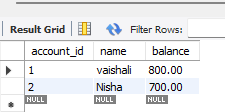 Result Grid Filter Rows:
account_id name balance
1 vaishali 800.00
2 Nisha 700.00
NULL NULL NULL